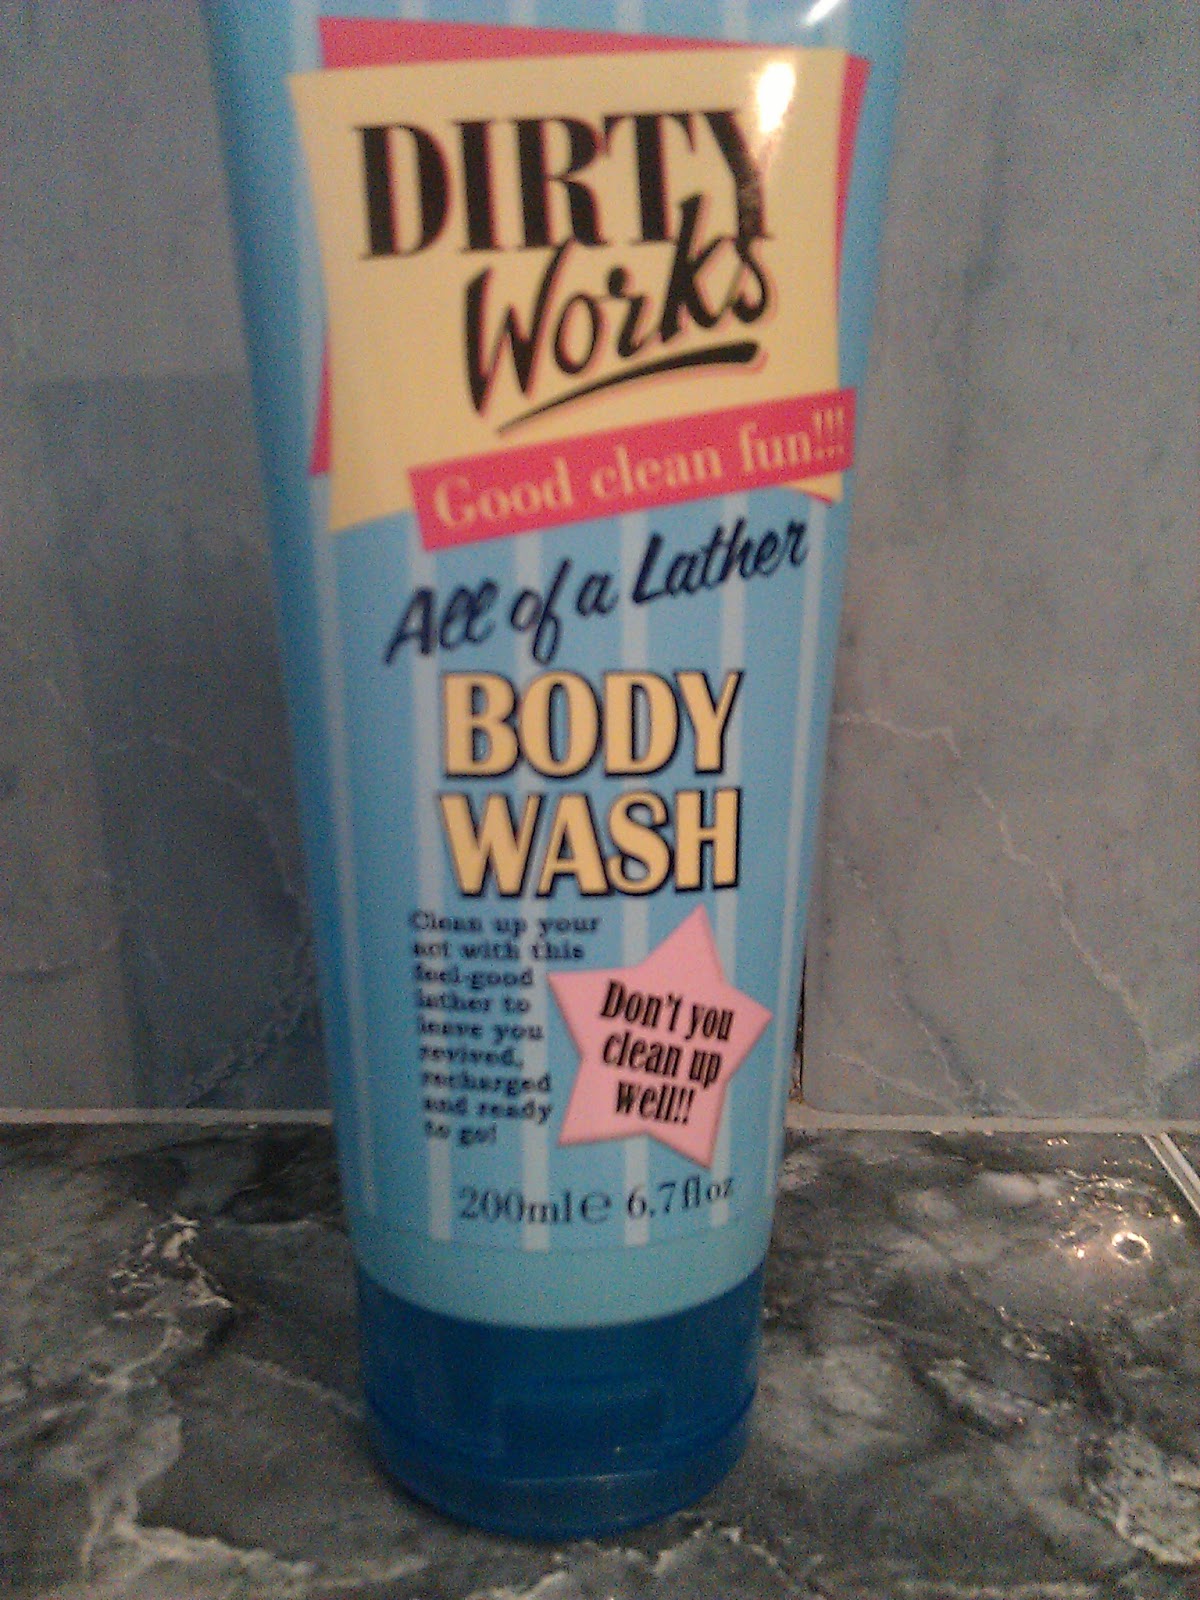 DIRTY
Works
Good clean fun!!!
All of a Lather
BODY
WASH
Clean up your
act with this
feel-good
lather to
leave you
revived,
recharged
and ready
to go!
Don't you
clean up
well!!
200ml ℮ 6.7fl oz